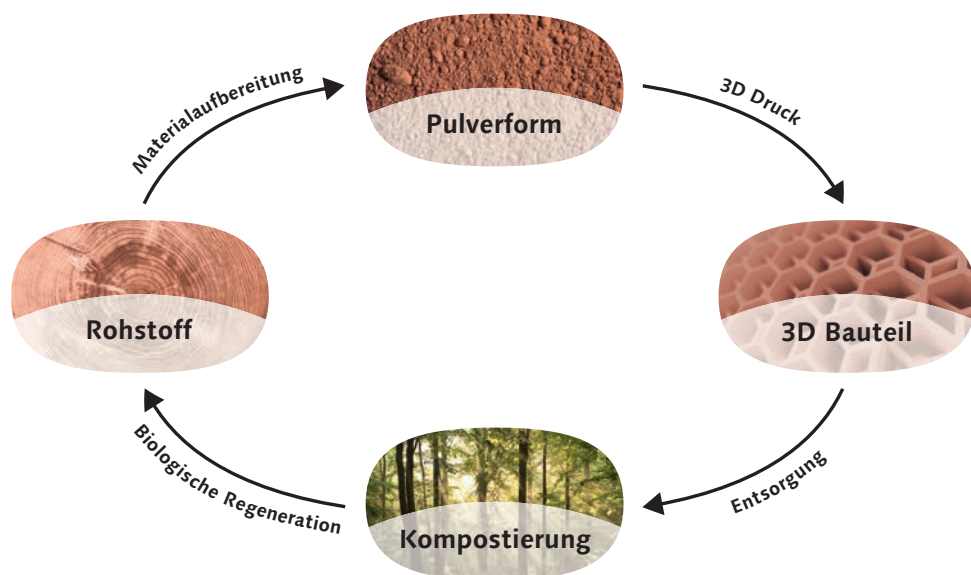 Pulverform
3D Druck
3D Bauteil
Entsorgung
Kompostierung
Biologische Regeneration
Rohstoff
Materialaufbereitung